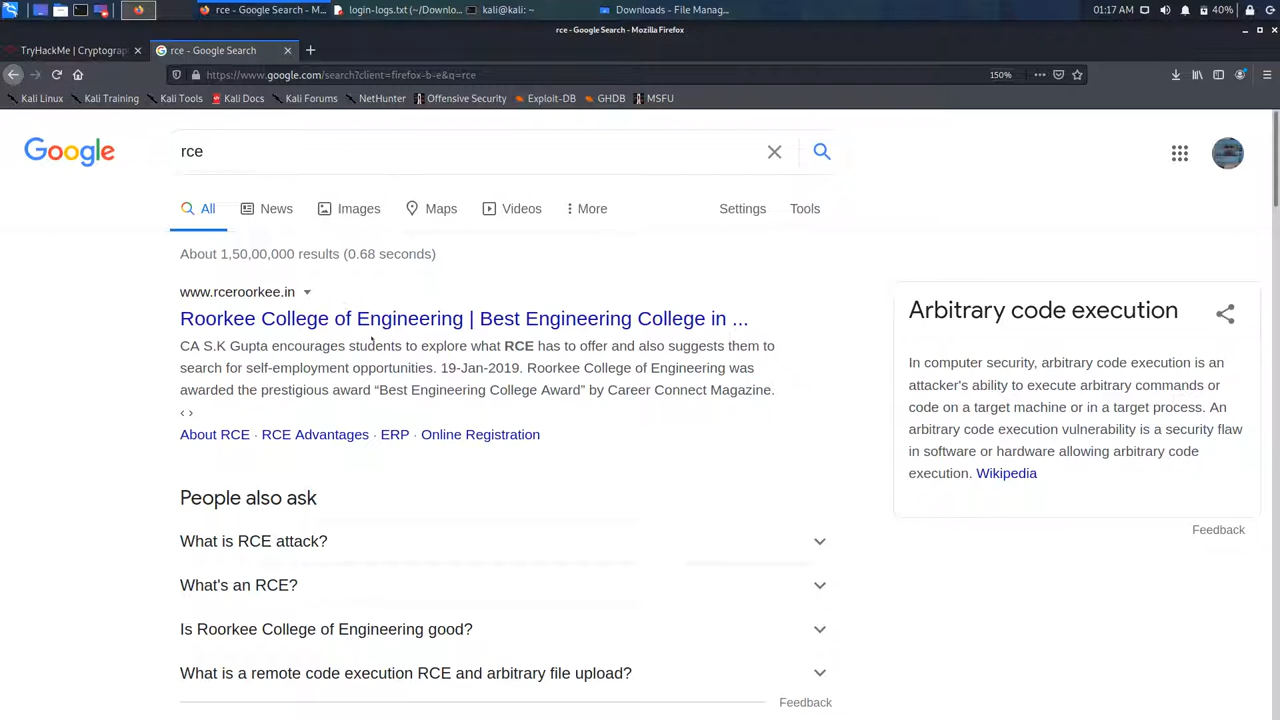 rce - Google Search - M...
login-logs.txt (~/Downlo...
kali@kali: ~
Downloads - File Manag...
01:17 AM
40%
rce - Google Search - Mozilla Firefox
TryHackMe | Cryptograp
rce - Google Search
https://www.google.com/search?client=firefox-b-e&q=rce
150%
Kali Linux
Kali Training
Kali Tools
Kali Docs
Kali Forums
NetHunter
Offensive Security
Exploit-DB
GHDB
MSFU
Google
rce
All
News
Images
Maps
Videos
More
Settings
Tools
About 1,50,00,000 results (0.68 seconds)
www.rceroorkee.in
Roorkee College of Engineering | Best Engineering College in ...
CA S.K Gupta encourages students to explore what RCE has to offer and also suggests them to
search for self-employment opportunities. 19-Jan-2019. Roorkee College of Engineering was
awarded the prestigious award “Best Engineering College Award” by Career Connect Magazine.
‹ ›
About RCE · RCE Advantages · ERP · Online Registration
People also ask
What is RCE attack?
What's an RCE?
Is Roorkee College of Engineering good?
What is a remote code execution RCE and arbitrary file upload?
Feedback
Arbitrary code execution
In computer security, arbitrary code execution is an
attacker's ability to execute arbitrary commands or
code on a target machine or in a target process. An
arbitrary code execution vulnerability is a security flaw
in software or hardware allowing arbitrary code
execution. Wikipedia
Feedback